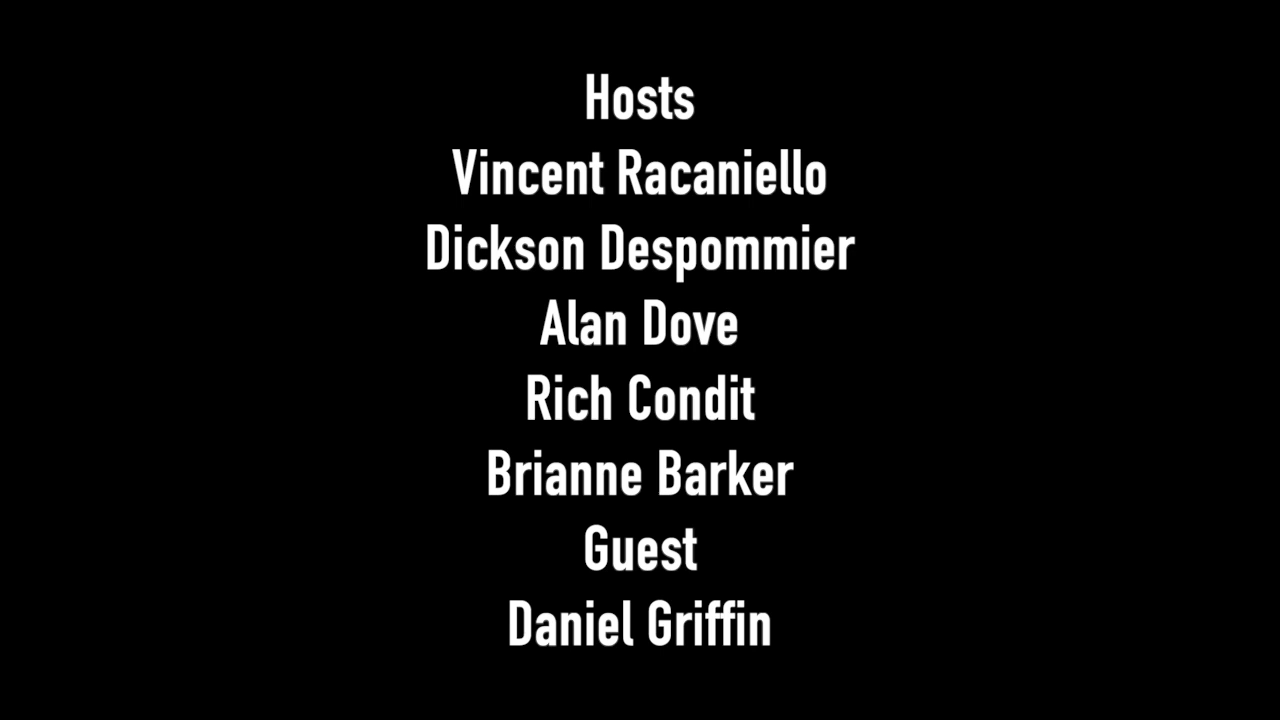 Hosts
Vincent Racaniello
Dickson Despommier
Alan Dove
Rich Condit
Brianne Barker
Guest
Daniel Griffin